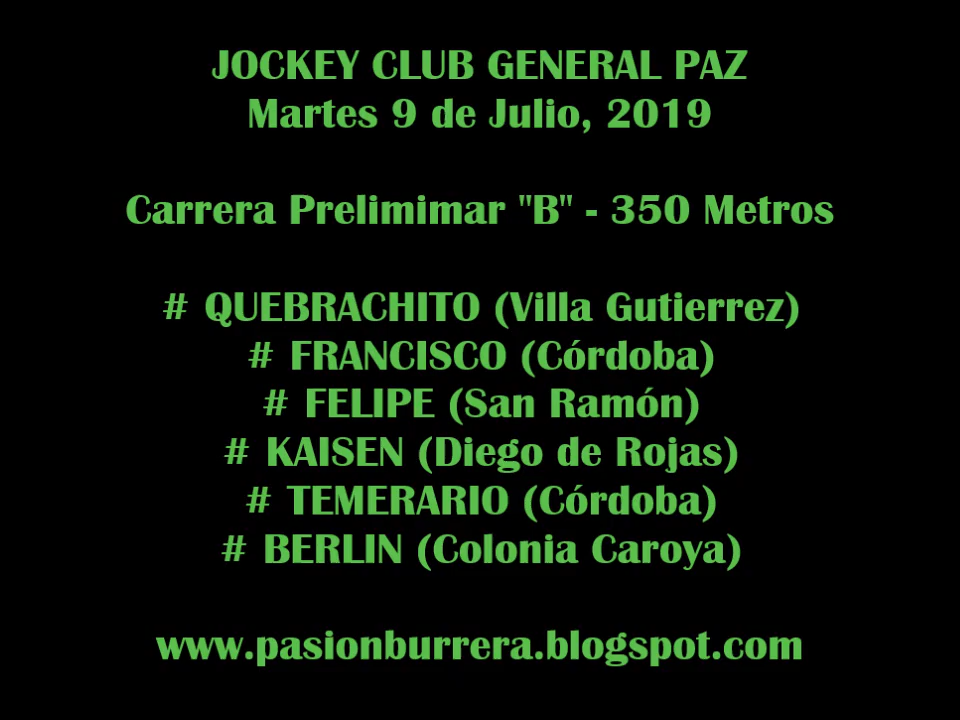 JOCKEY CLUB GENERAL PAZ
Martes 9 de Julio, 2019
Carrera Prelimimar "B" - 350 Metros
# QUEBRACHITO (Villa Gutierrez)
# FRANCISCO (Córdoba)
# FELIPE (San Ramón)
# KAISEN (Diego de Rojas)
# TEMERARIO (Córdoba)
# BERLIN (Colonia Caroya)
www.pasionburrera.blogspot.com